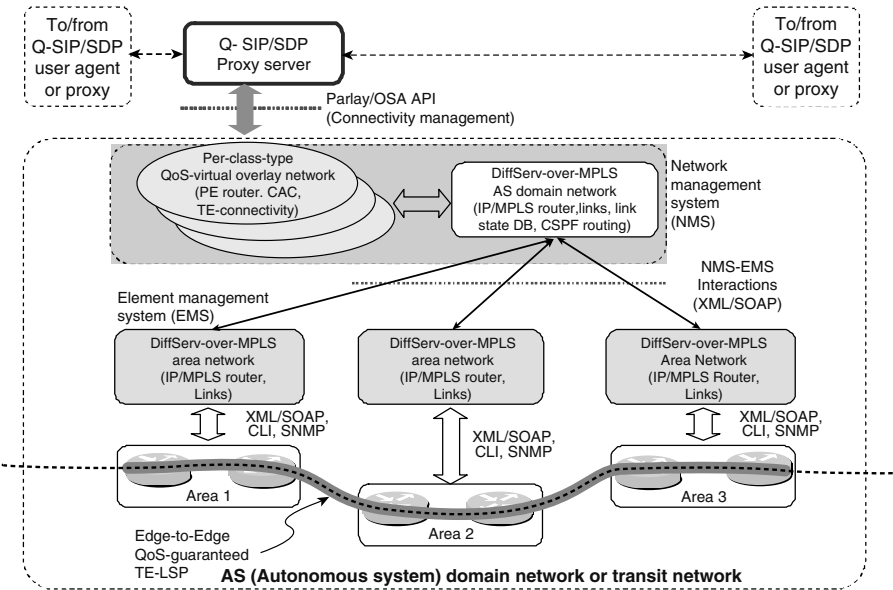 To/from
Q-SIP/SDP
user agent
or proxy
Q- SIP/SDP
Proxy server
To/from
Q-SIP/SDP
user agent
or proxy
Parlay/OSA API
(Connectivity management)
Per-class-type
QoS-virtual overlay network
(PE router. CAC,
TE-connectivity)
DiffServ-over-MPLS
AS domain network
(IP/MPLS router,links, link
state DB, CSPF routing)
Network
management
system
(NMS)
NMS-EMS
Interactions
(XML/SOAP)
Element management
system (EMS)
DiffServ-over-MPLS
area network
(IP/MPLS router,
Links)
DiffServ-over-MPLS
area network
(IP/MPLS router,
Links)
DiffServ-over-MPLS
Area Network
(IP/MPLS Router,
Links)
XML/SOAP,
CLI, SNMP
XML/SOAP,
CLI, SNMP
XML/SOAP,
CLI, SNMP
Area 1
Area 2
Area 3
Edge-to-Edge
QoS-guaranteed
TE-LSP
AS (Autonomous system) domain network or transit network